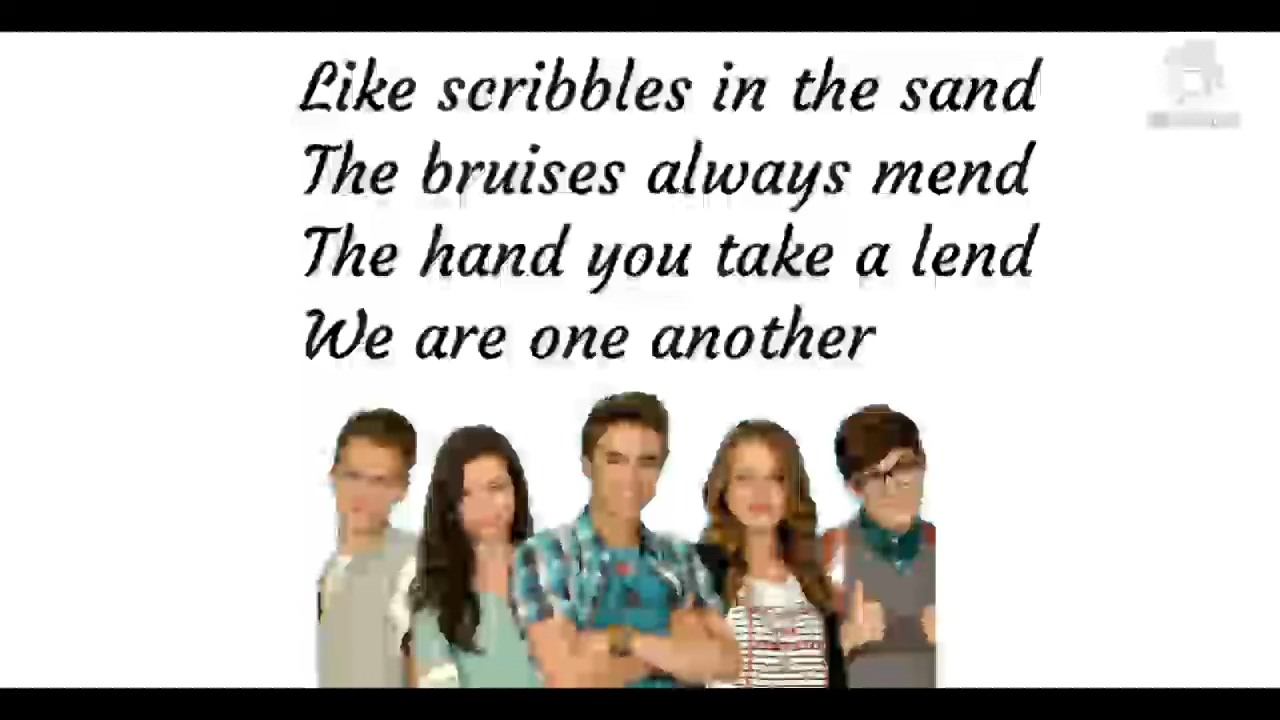 Like scribbles in the sand
The bruises always mend
The hand you take a lend
We are one another